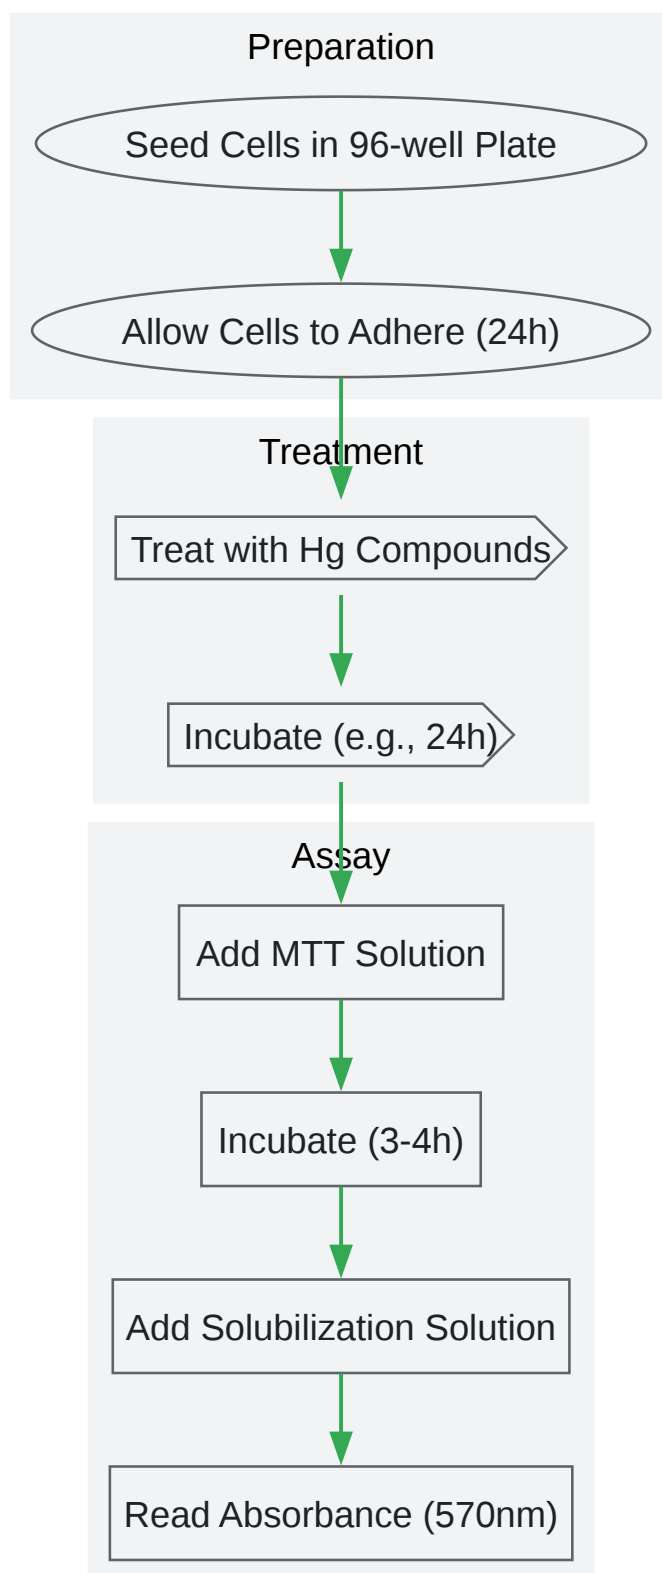 Preparation
Seed Cells in 96-well Plate
Allow Cells to Adhere (24h)
Treatment
Treat with Hg Compounds
Incubate (e.g., 24h)
Assay
Add MTT Solution
Incubate (3-4h)
Add Solubilization Solution
Read Absorbance (570nm)